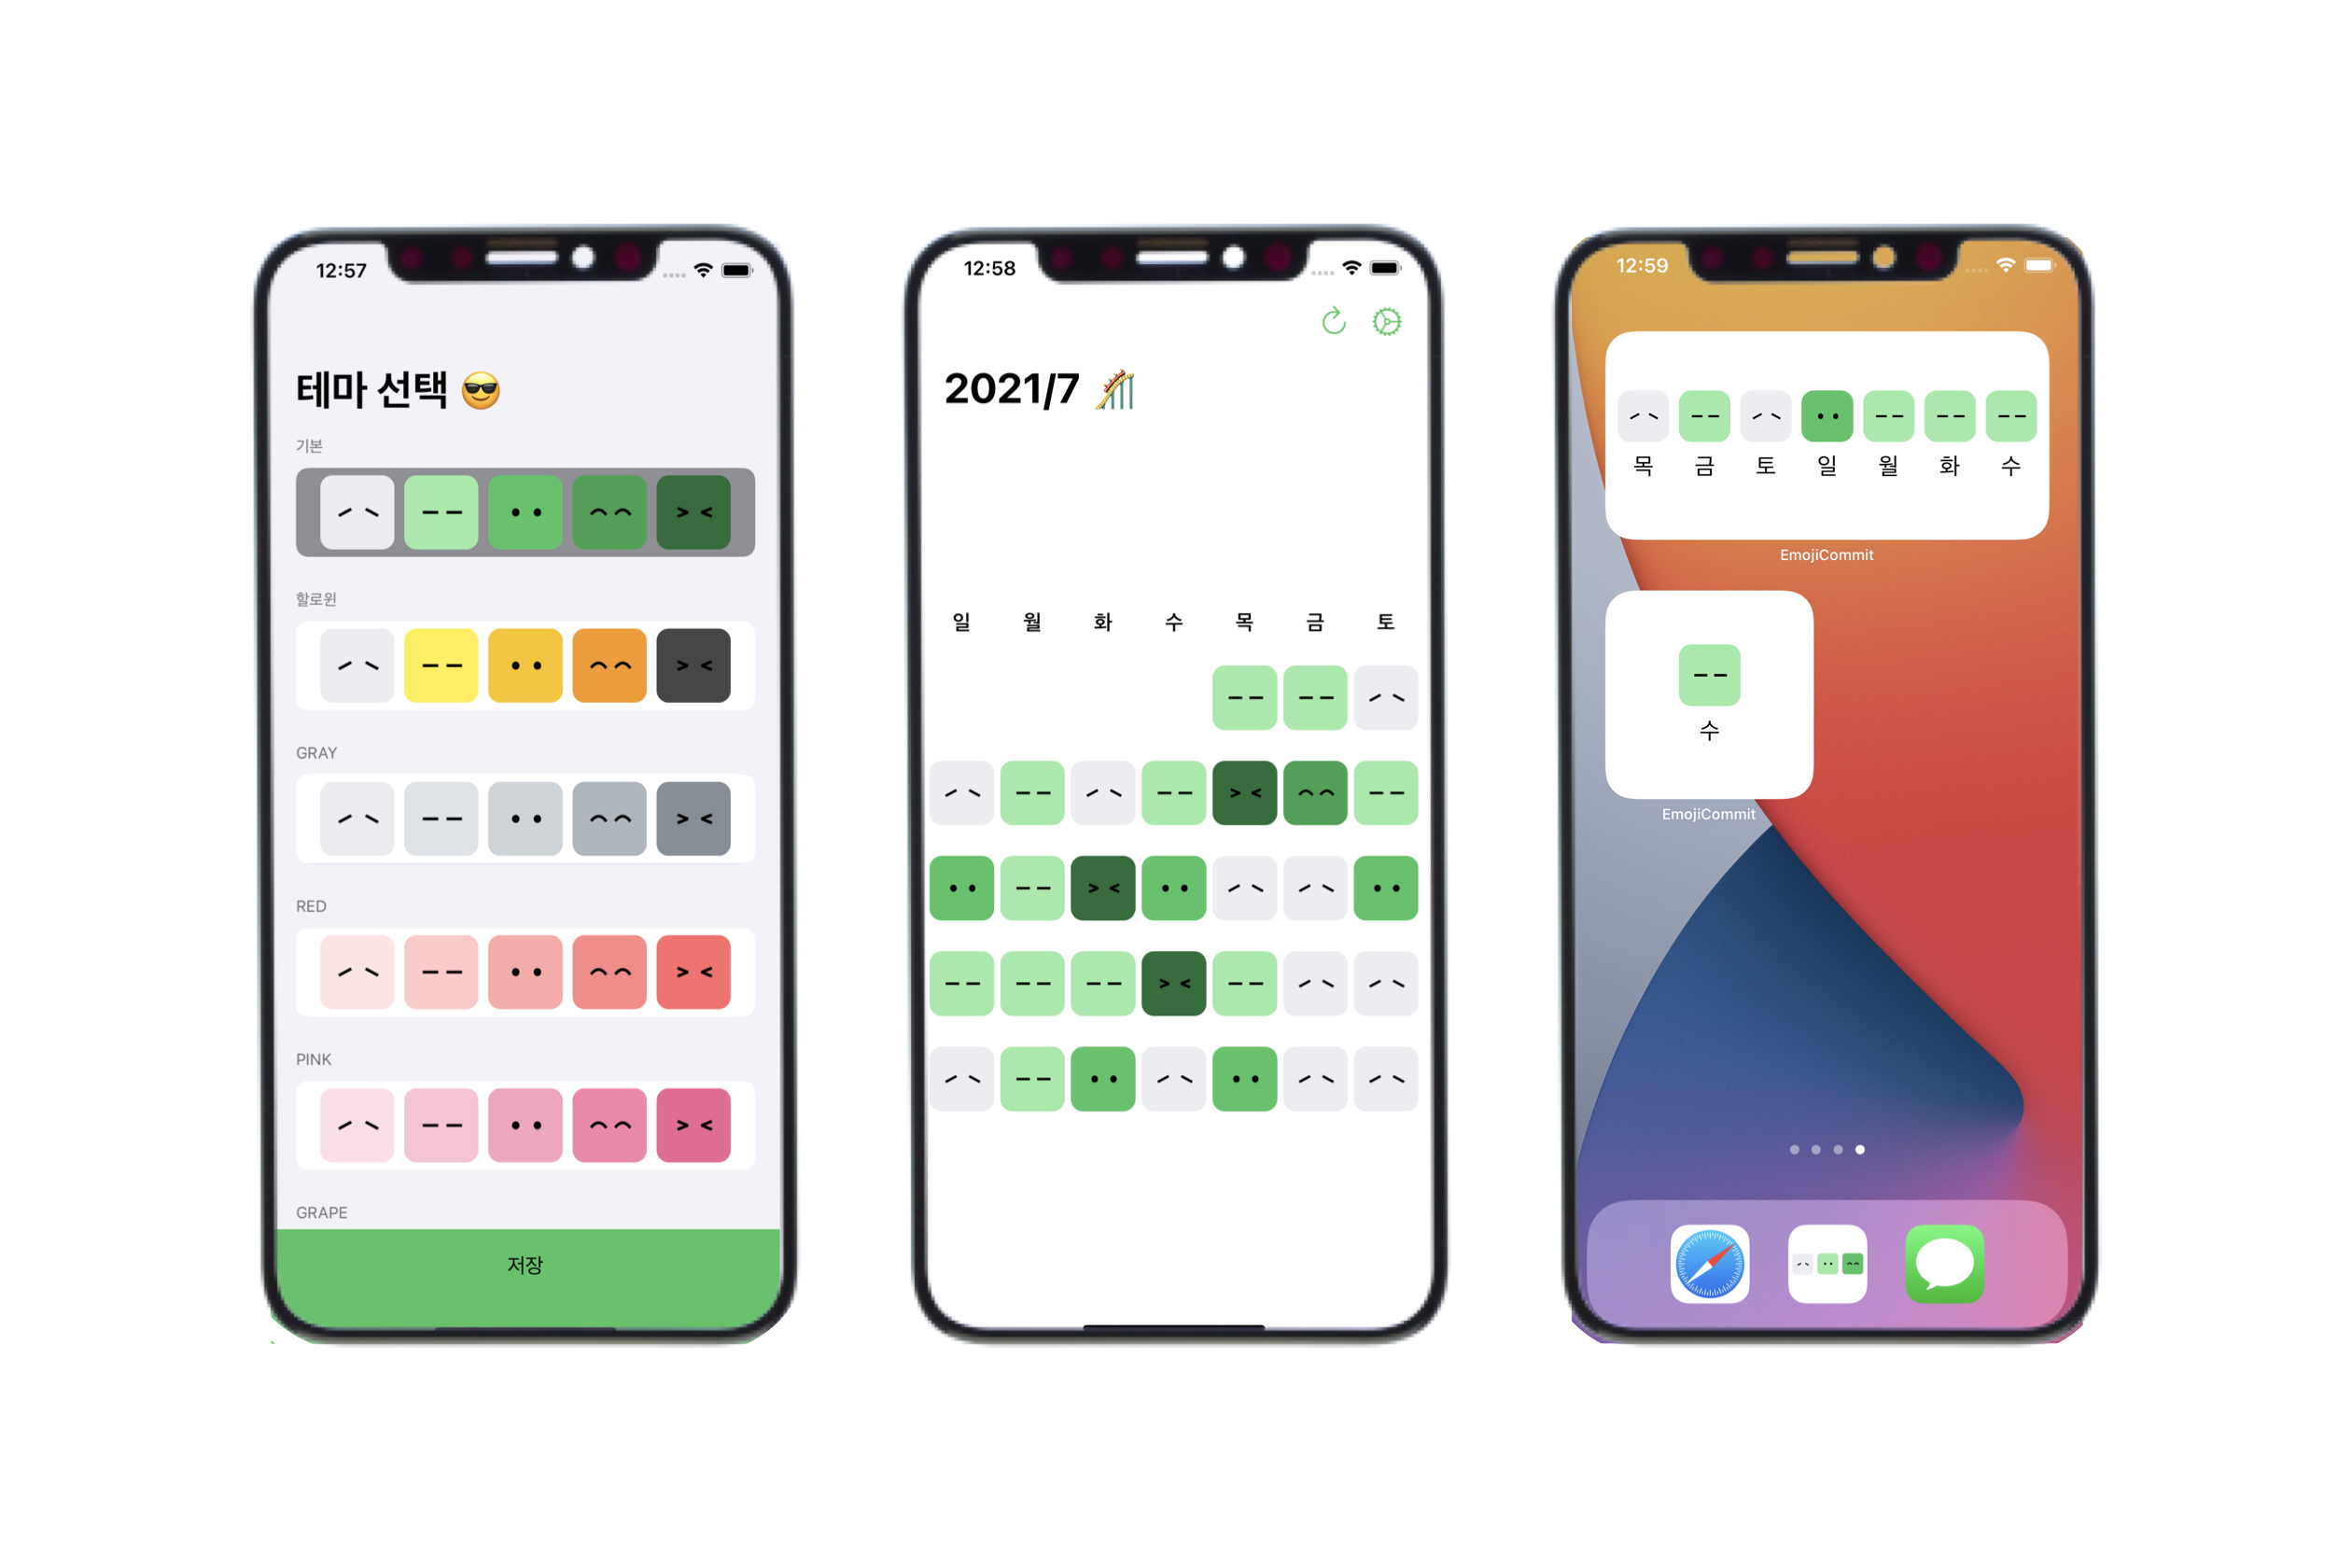 12:57
테마 선택 😎
기본
할로윈
GRAY
RED
PINK
GRAPE
저장
12:58
2021/7 🎢
일 월 화 수 목 금 토
12:59
목 금 토 일 월 화 수
EmojiCommit
수
EmojiCommit